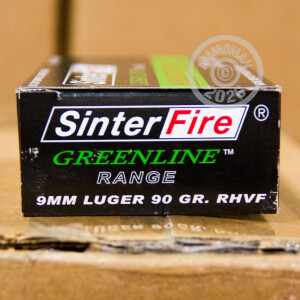 SinterFire®
GREENLINE™
RANGE
9MM LUGER 90 GR. RHVF